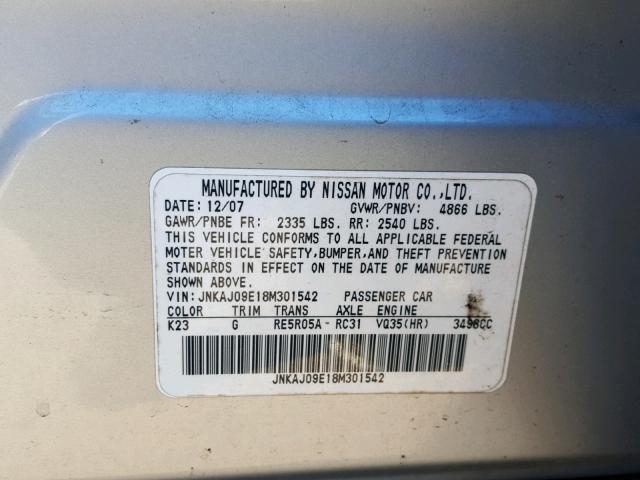 MANUFACTURED BY NISSAN MOTOR CO.,LTD.
DATE: 12/07 GVWR/PNBV: 4866 LBS.
GAWR/PNBE FR: 2335 LBS. RR: 2540 LBS.
THIS VEHICLE CONFORMS TO ALL APPLICABLE FEDERAL
MOTER VEHICLE SAFETY,BUMPER,AND THEFT PREVENTION
STANDARDS IN EFFECT ON THE DATE OF MANUFACTURE
SHOWN ABOVE.
VIN: JNKAJ09E18M301542 PASSENGER CAR
COLOR TRIM TRANS AXLE ENGINE
K23 G RE5R05A - RC31 VQ35(HR) 3498CC
JNKAJ09E18M301542